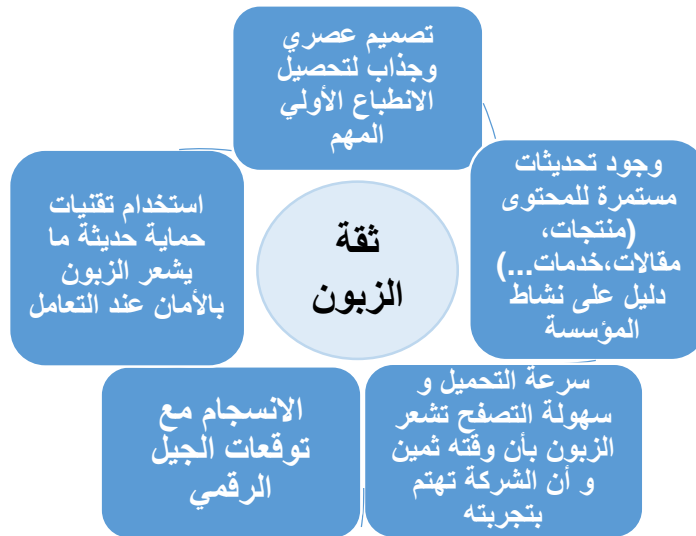 تصميم عصري
وجذاب لتحصيل
الانطباع الأولي
المهم
وجود تحديثات
مستمرة للمحتوى
(منتجات،
مقالات،خدمات...)
دليل على نشاط
المؤسسة
سرعة التحميل و
سهولة التصفح تشعر
الزبون بأن وقته ثمين
و أن الشركة تهتم
بتجربته
الانسجام مع
توقعات الجيل
الرقمي
استخدام تقنيات
حماية حديثة ما
يشعر الزبون
بالأمان عند التعامل
ثقة
الزبون